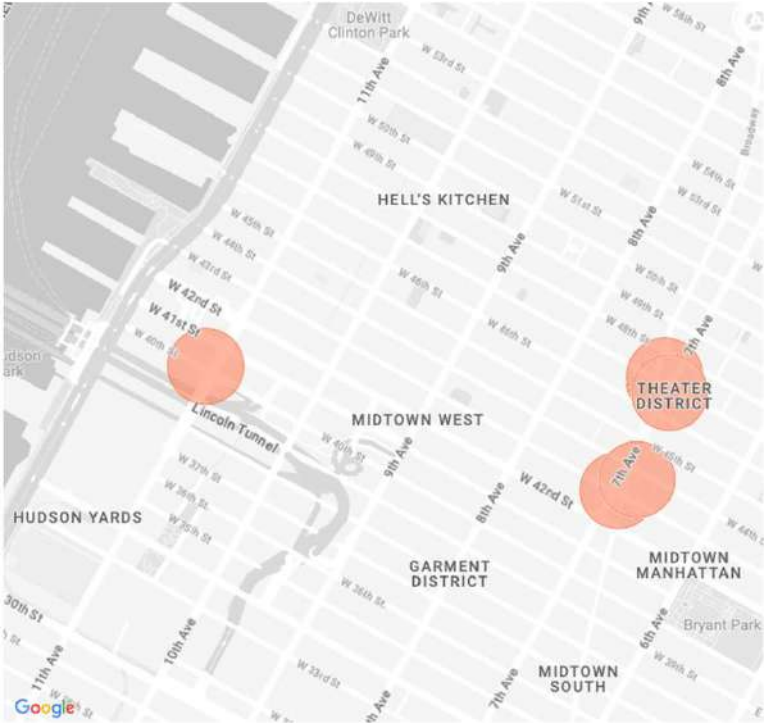 DeWitt
Clinton Park
9th
W 56th St
8th Ave
W 53rd St
11th Ave
Broadway
W 50th St
W 49th St
W 54th St
W 53rd St
HELL'S KITCHEN
W 51st St
W 45th St
W 44th St
W 43rd St
8th Ave
9th Ave
W 42nd St
W 41st St
W 40th St
W 46th St
W 50th St
W 49th St
W 48th St
W 46th St
7th Ave
THEATER
DISTRICT
Lincoln Tunnel
MIDTOWN WEST
W 40th St
9th Ave
W 45th St
7th Ave
W 37th St
W 36th St
W 35th St
W 42nd St
8th Ave
W 44th
HUDSON YARDS
GARMENT
DISTRICT
MIDTOWN
MANHATTAN
W 36th St
30th St
Bryant Park
6th Ave
11th Ave
10th Ave
W 33rd St
W 39th St
MIDTOWN
SOUTH
7th Ave
Google